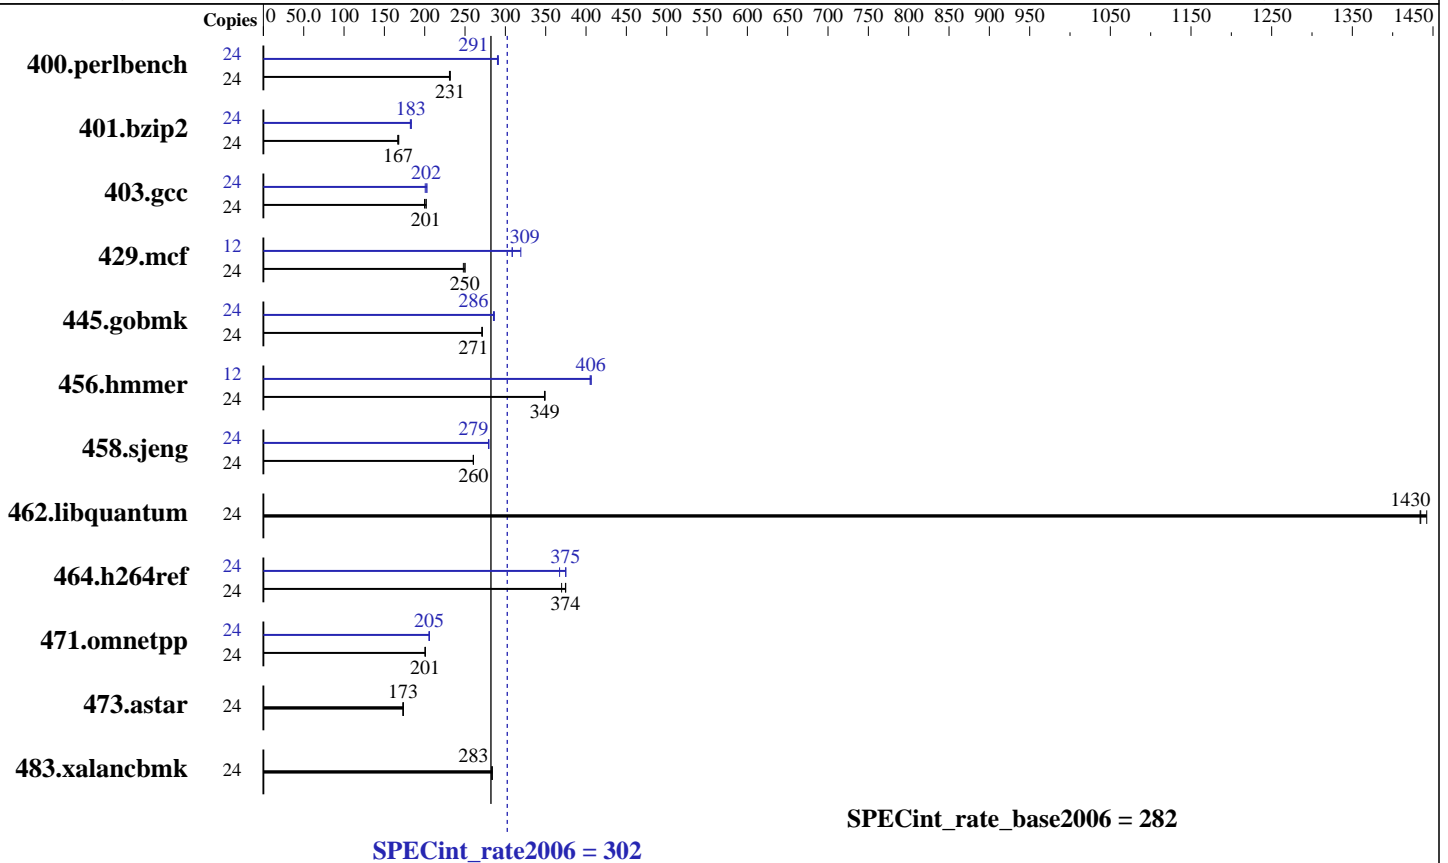 Copies 0 50.0 100 150 200 250 300 350 400 450 500 550 600 650 700 750 800 850 900 950 1050 1150 1250 1350 1450
400.perlbench 24 291
24 231
401.bzip2 24 183
24 167
403.gcc 24 202
24 201
429.mcf 12 309
24 250
445.gobmk 24 286
24 271
456.hmmer 12 406
24 349
458.sjeng 24 279
24 260
462.libquantum 24 1430
464.h264ref 24 375
24 374
471.omnetpp 24 205
24 201
473.astar 24 173
483.xalancbmk 24 283
SPECint_rate_base2006 = 282
SPECint_rate2006 = 302